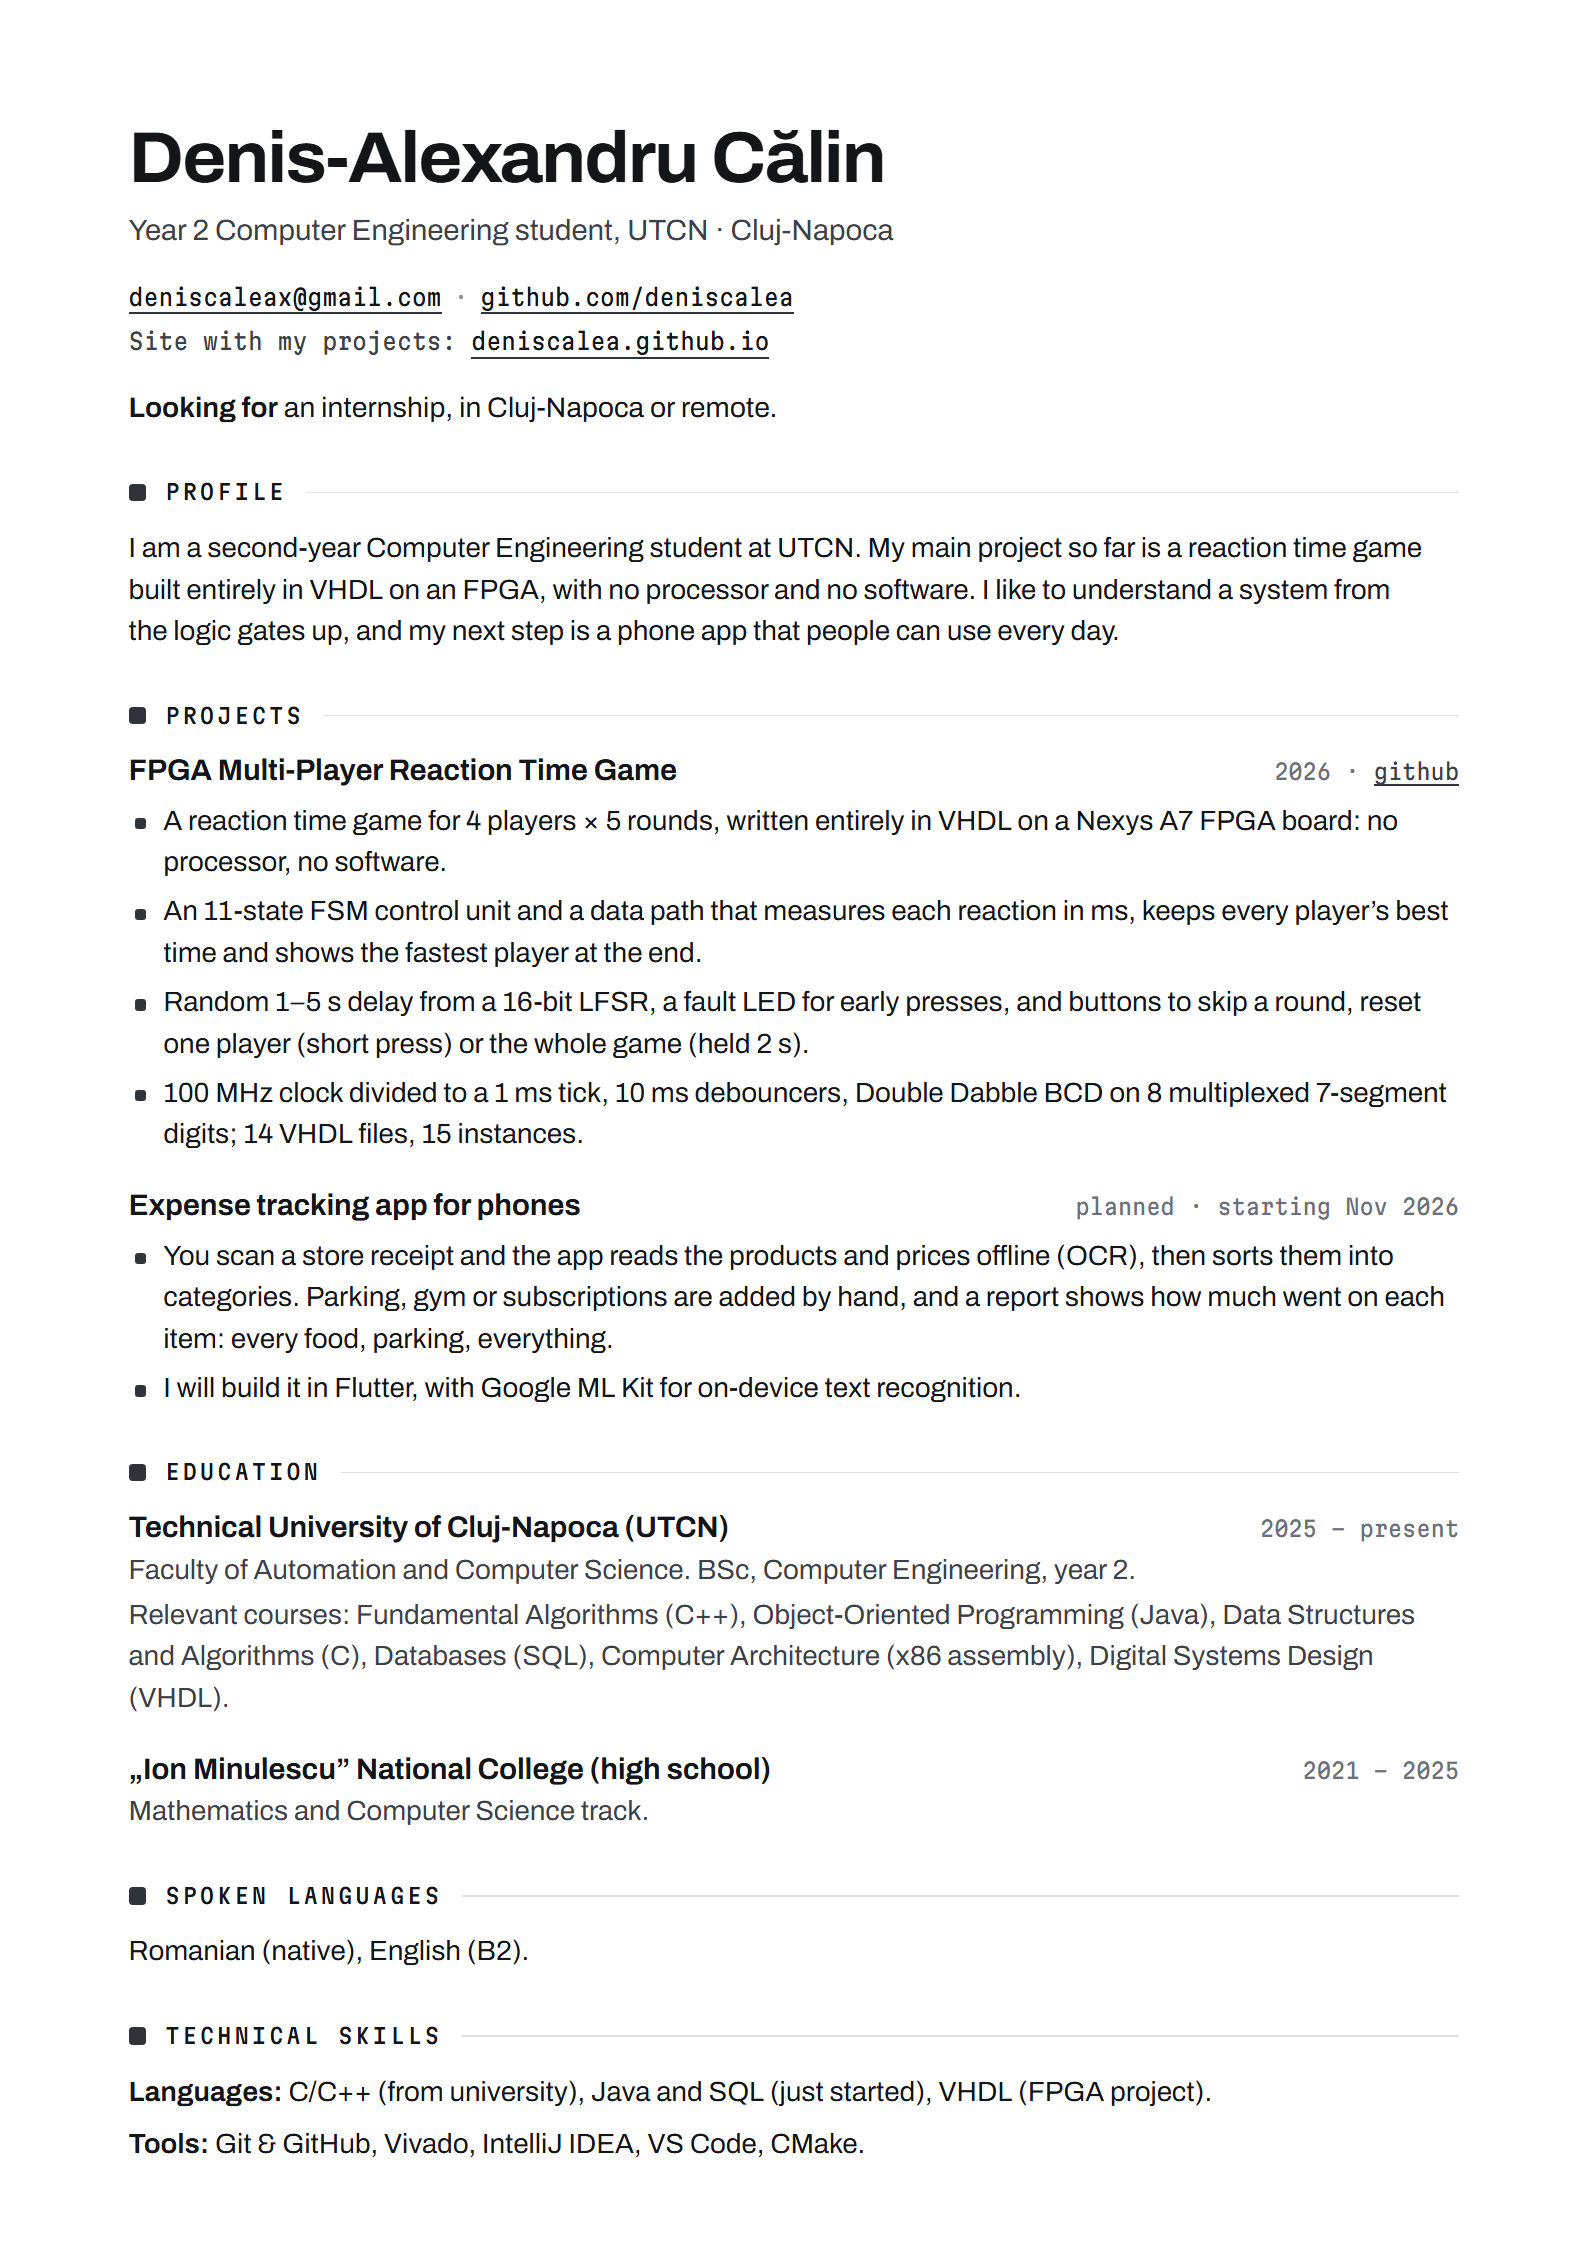 Denis-Alexandru Călin
Year 2 Computer Engineering student, UTCN · Cluj-Napoca
deniscaleax@gmail.com · github.com/deniscalea
Site with my projects: deniscalea.github.io
Looking for an internship, in Cluj-Napoca or remote.
PROFILE
I am a second-year Computer Engineering student at UTCN. My main project so far is a reaction time game
built entirely in VHDL on an FPGA, with no processor and no software. I like to understand a system from
the logic gates up, and my next step is a phone app that people can use every day.
PROJECTS
FPGA Multi-Player Reaction Time Game 2026 · github
A reaction time game for 4 players × 5 rounds, written entirely in VHDL on a Nexys A7 FPGA board: no
processor, no software.
An 11-state FSM control unit and a data path that measures each reaction in ms, keeps every player’s best
time and shows the fastest player at the end.
Random 1–5 s delay from a 16-bit LFSR, a fault LED for early presses, and buttons to skip a round, reset
one player (short press) or the whole game (held 2 s).
100 MHz clock divided to a 1 ms tick, 10 ms debouncers, Double Dabble BCD on 8 multiplexed 7-segment
digits; 14 VHDL files, 15 instances.
Expense tracking app for phones planned · starting Nov 2026
You scan a store receipt and the app reads the products and prices offline (OCR), then sorts them into
categories. Parking, gym or subscriptions are added by hand, and a report shows how much went on each
item: every food, parking, everything.
I will build it in Flutter, with Google ML Kit for on-device text recognition.
EDUCATION
Technical University of Cluj-Napoca (UTCN) 2025 – present
Faculty of Automation and Computer Science. BSc, Computer Engineering, year 2.
Relevant courses: Fundamental Algorithms (C++), Object-Oriented Programming (Java), Data Structures
and Algorithms (C), Databases (SQL), Computer Architecture (x86 assembly), Digital Systems Design
(VHDL).
„Ion Minulescu” National College (high school) 2021 – 2025
Mathematics and Computer Science track.
SPOKEN LANGUAGES
Romanian (native), English (B2).
TECHNICAL SKILLS
Languages: C/C++ (from university), Java and SQL (just started), VHDL (FPGA project).
Tools: Git & GitHub, Vivado, IntelliJ IDEA, VS Code, CMake.